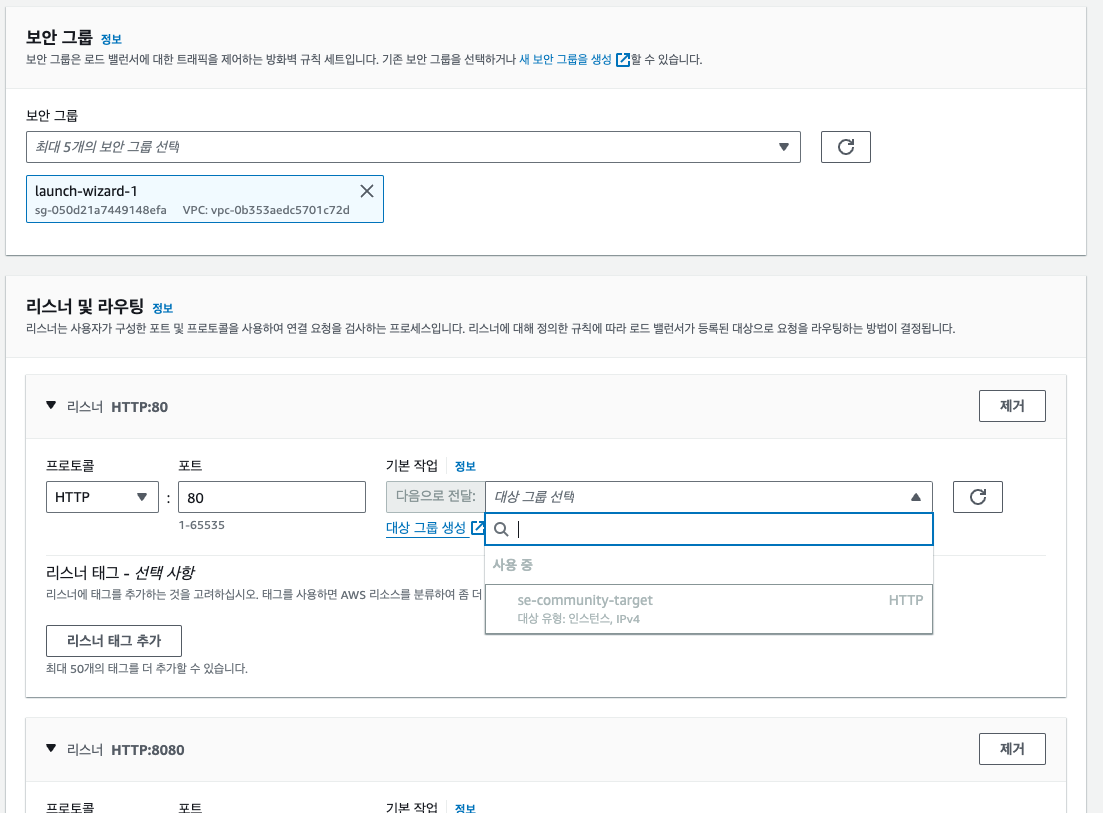 보안 그룹 정보
보안 그룹은 로드 밸런서에 대한 트래픽을 제어하는 방화벽 규칙 세트입니다. 기존 보안 그룹을 선택하거나 새 보안 그룹을 생성 할 수 있습니다.
보안 그룹
최대 5개의 보안 그룹 선택
launch-wizard-1
sg-050d21a7449148efa VPC: vpc-0b353aedc5701c72d
리스너 및 라우팅 정보
리스너는 사용자가 구성한 포트 및 프로토콜을 사용하여 연결 요청을 검사하는 프로세스입니다. 리스너에 대해 정의한 규칙에 따라 로드 밸런서가 등록된 대상으로 요청을 라우팅하는 방법이 결정됩니다.
리스너 HTTP:80 제거
프로토콜 포트 기본 작업 정보
HTTP : 80 다음으로 전달: 대상 그룹 선택
1-65535 대상 그룹 생성
사용 중
리스너 태그 - 선택 사항
리스너에 태그를 추가하는 것을 고려하십시오. 태그를 사용하면 AWS 리소스를 분류하여 좀 더
se-community-target HTTP
대상 유형: 인스턴스, IPv4
리스너 태그 추가
최대 50개의 태그를 더 추가할 수 있습니다.
리스너 HTTP:8080 제거
프로토콜 포트 기본 작업 정보